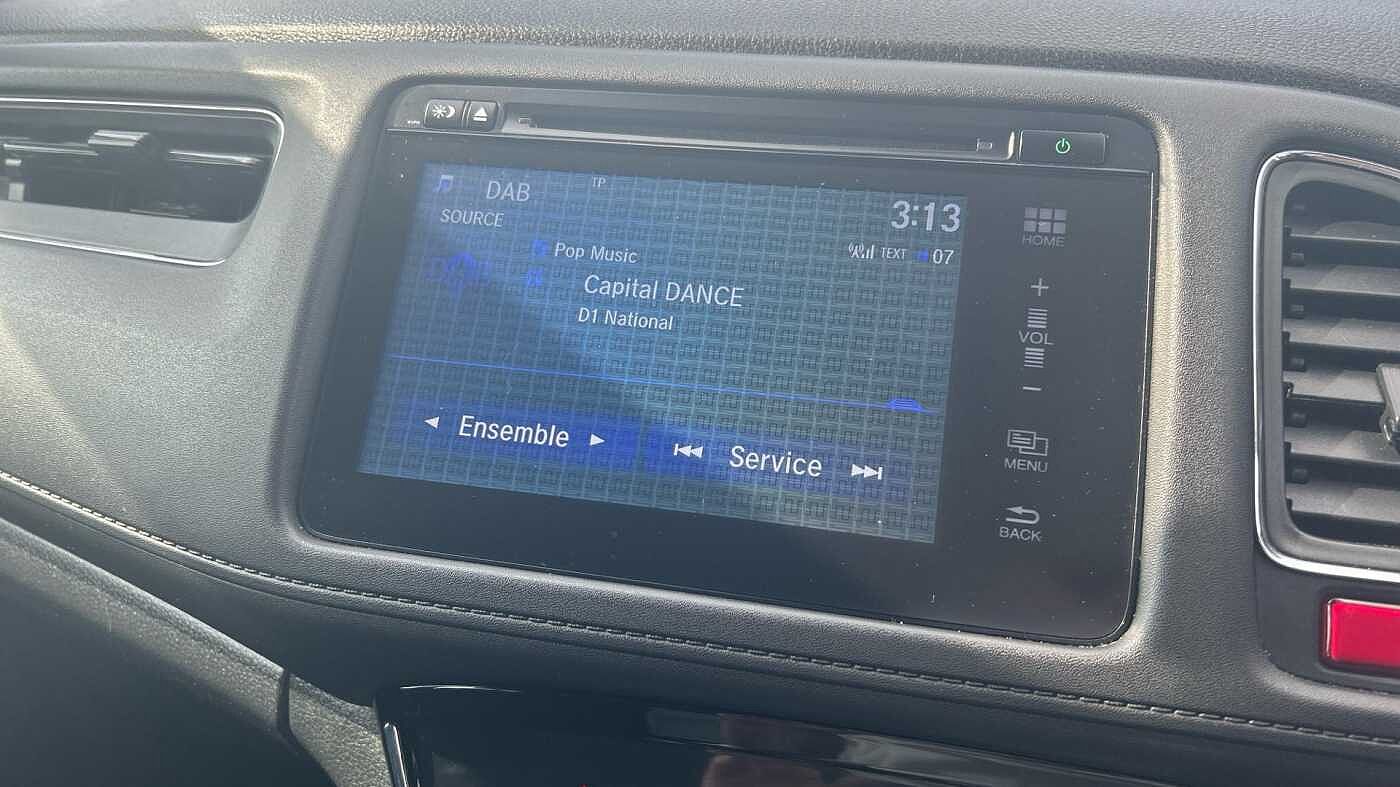 DAB
TP
3:13
SOURCE
Pop Music
TEXT
07
Capital DANCE
D1 National
Ensemble
Service
HOME
+
VOL
−
MENU
BACK